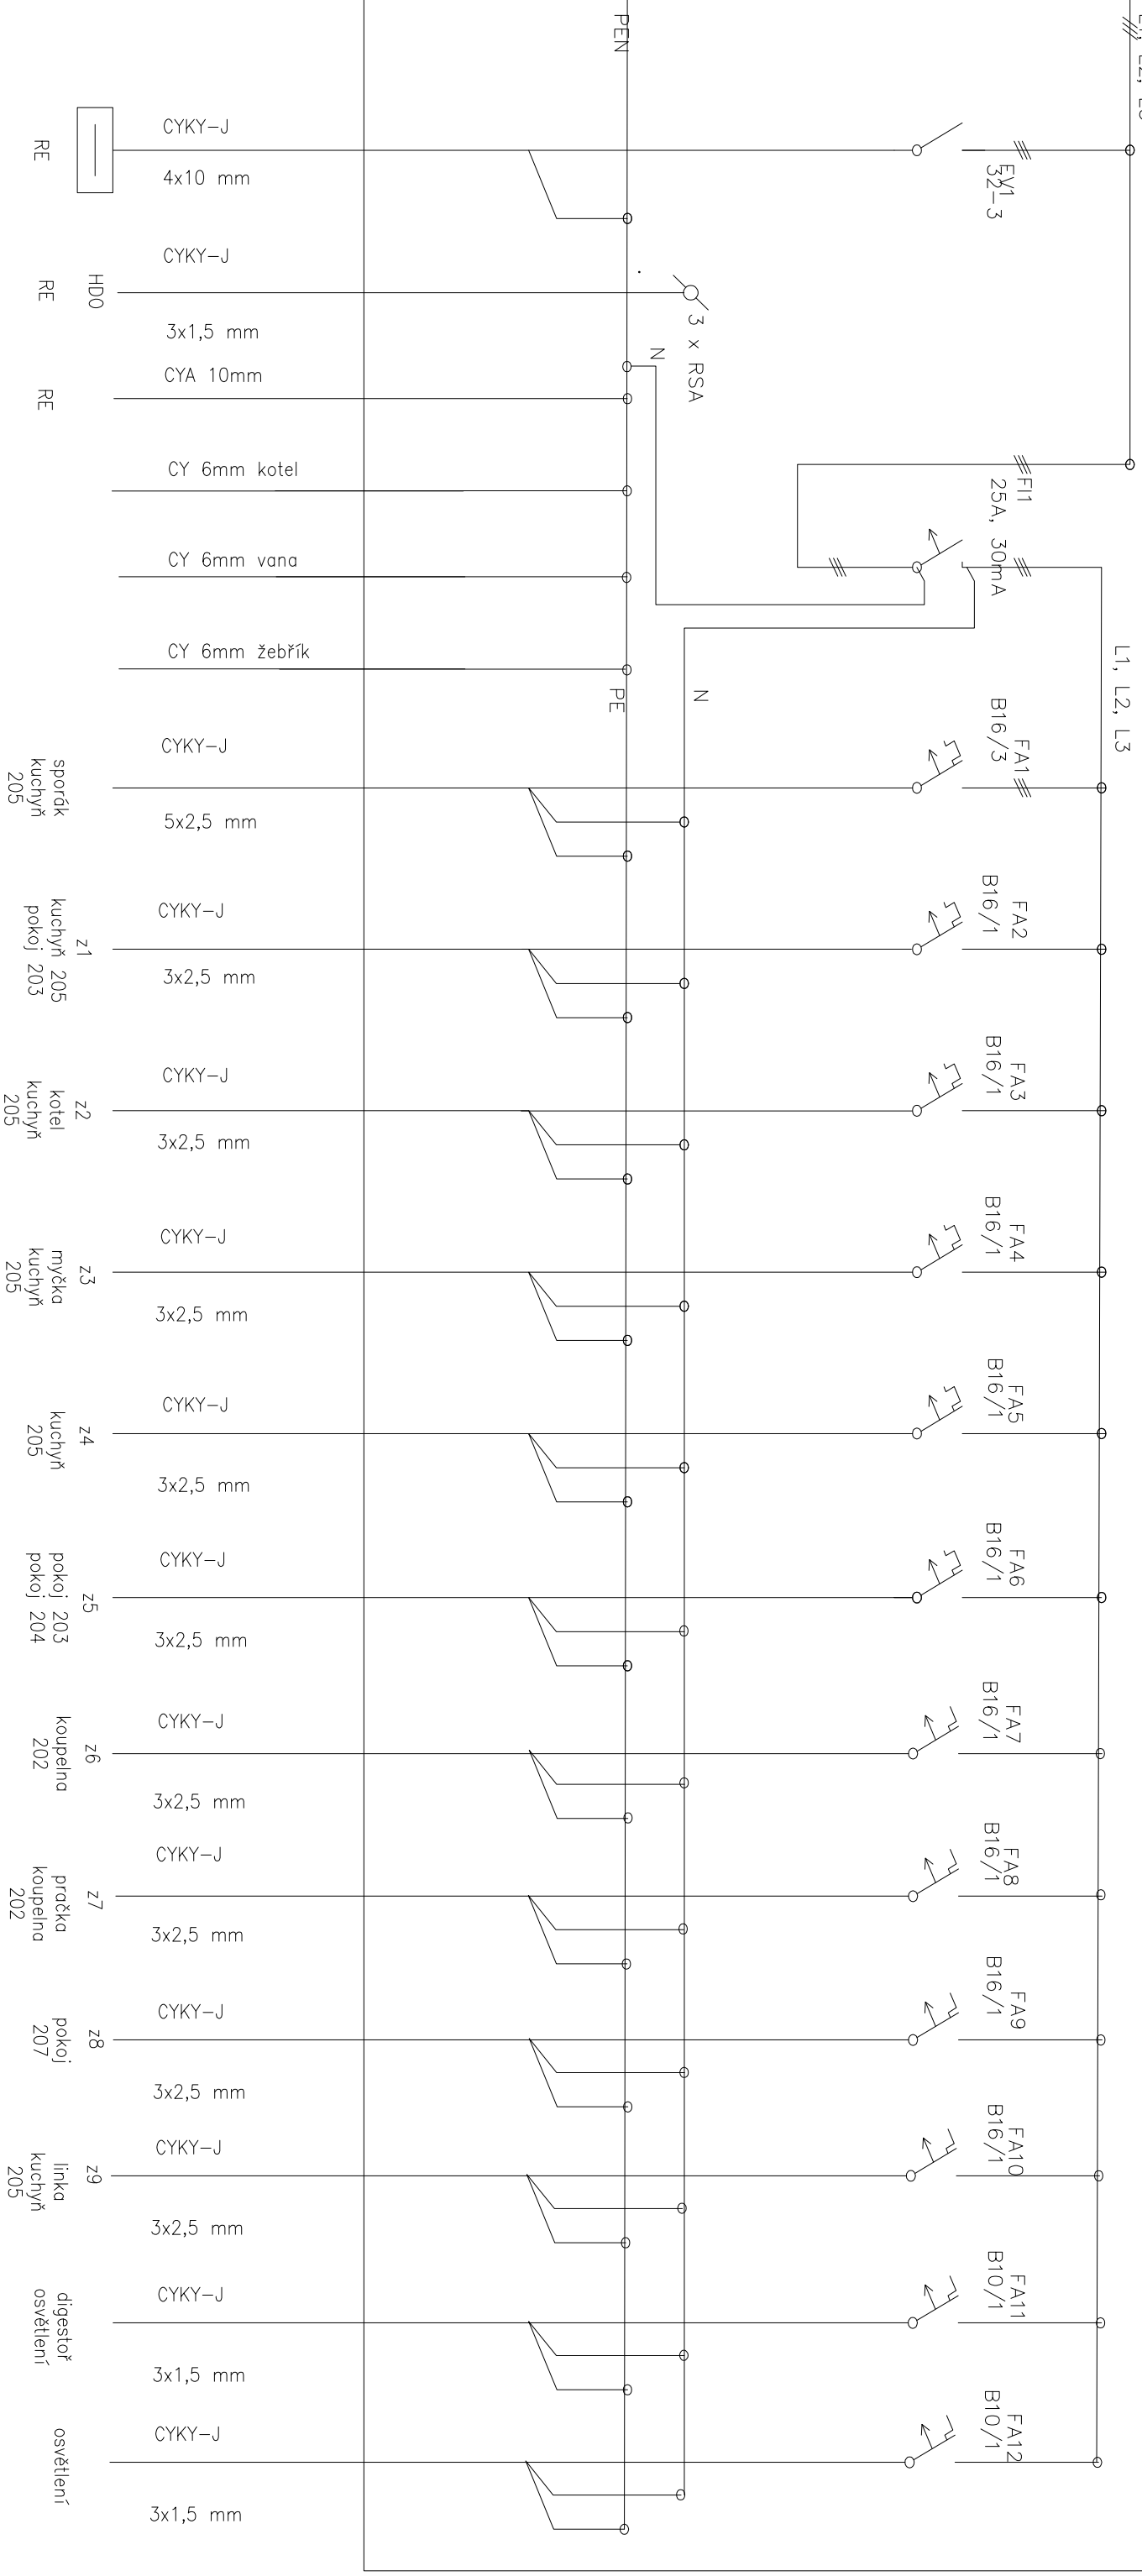 L1, L2, L3
PEN
CYKY-J
4x10 mm
RE
FV1
32-3
CYKY-J
3x1,5 mm
HDO
RE
3 x RSA
N
CYA 10mm
RE
CY 6mm kotel
CY 6mm vana
CY 6mm žebřík
FI1
25A, 30mA
L1, L2, L3
N
PE
FA1
B16/3
CYKY-J
5x2,5 mm
sporák
kuchyň
205
FA2
B16/1
CYKY-J
3x2,5 mm
z1
kuchyň 205
pokoj 203
FA3
B16/1
CYKY-J
3x2,5 mm
z2
kotel
kuchyň
205
FA4
B16/1
CYKY-J
3x2,5 mm
z3
myčka
kuchyň
205
FA5
B16/1
CYKY-J
3x2,5 mm
z4
kuchyň
205
FA6
B16/1
CYKY-J
3x2,5 mm
z5
pokoj 203
pokoj 204
FA7
B16/1
CYKY-J
3x2,5 mm
z6
koupelna
202
FA8
B16/1
CYKY-J
3x2,5 mm
z7
pračka
koupelna
202
FA9
B16/1
CYKY-J
3x2,5 mm
z8
pokoj
207
FA10
B16/1
CYKY-J
3x2,5 mm
z9
linka
kuchyň
205
FA11
B10/1
CYKY-J
3x1,5 mm
digestoř
osvětlení
FA12
B10/1
CYKY-J
3x1,5 mm
osvětlení